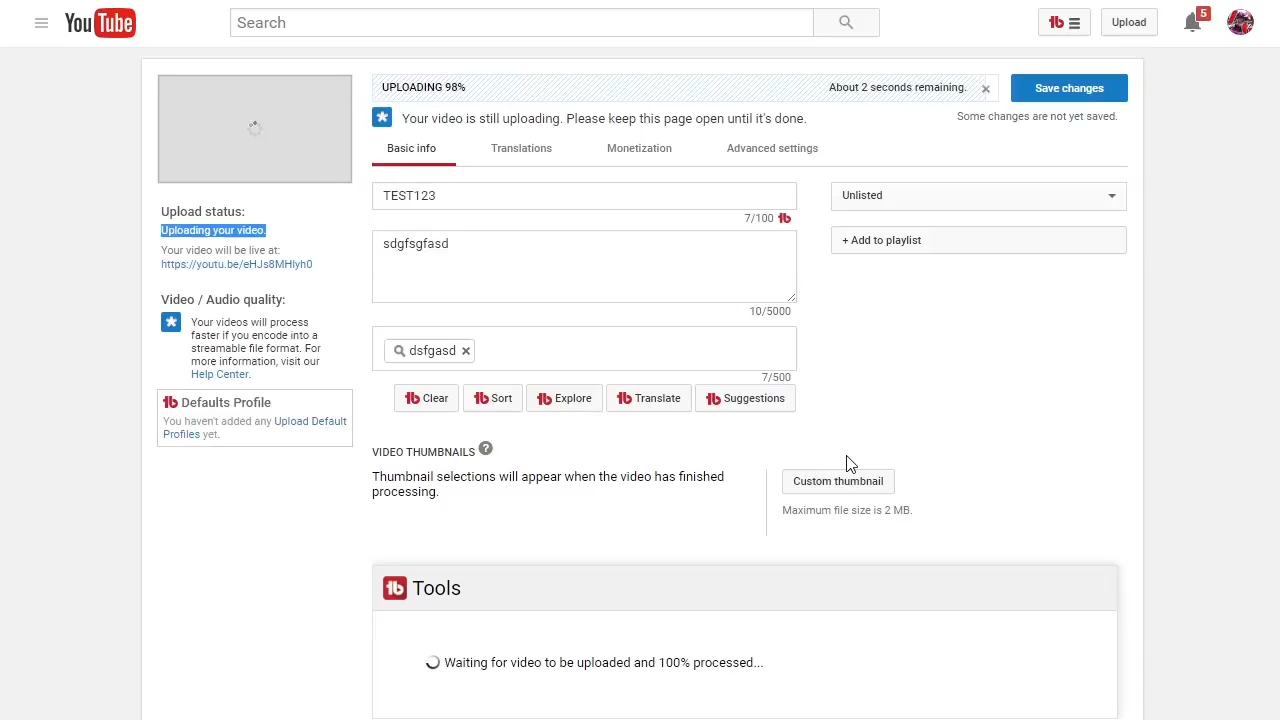 YouTube
Search
Upload
5
UPLOADING 98%
About 2 seconds remaining.
Save changes
Your video is still uploading. Please keep this page open until it's done.
Some changes are not yet saved.
Basic info
Translations
Monetization
Advanced settings
Upload status:
Uploading your video.
Your video will be live at:
https://youtu.be/eHJs8MHlyh0
Video / Audio quality:
Your videos will process
faster if you encode into a
streamable file format. For
more information, visit our
Help Center.
Defaults Profile
You haven't added any Upload Default
Profiles yet.
TEST123
7/100
sdgfsgfasd
10/5000
dsfgasd
7/500
Clear
Sort
Explore
Translate
Suggestions
Unlisted
+ Add to playlist
VIDEO THUMBNAILS ?
Thumbnail selections will appear when the video has finished
processing.
Custom thumbnail
Maximum file size is 2 MB.
Tools
Waiting for video to be uploaded and 100% processed...